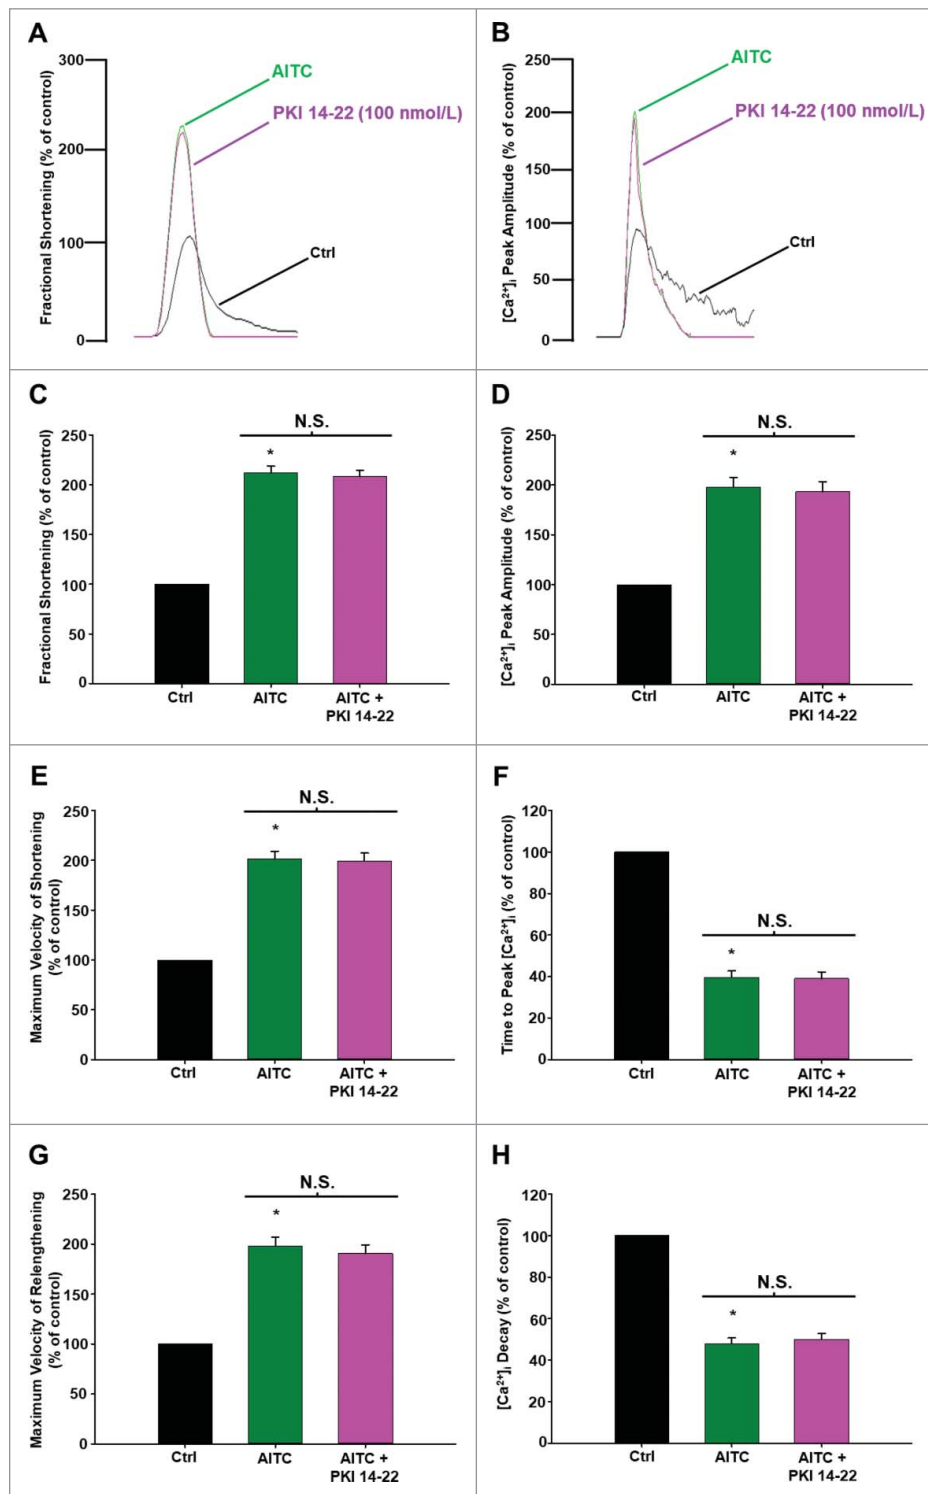 A
Fractional Shortening (% of control)
300
200
100
0
AITC
PKI 14-22 (100 nmol/L)
Ctrl
B
[Ca²⁺]ᵢ Peak Amplitude (% of control)
250
200
150
100
50
0
AITC
PKI 14-22 (100 nmol/L)
Ctrl
C
Fractional Shortening (% of control)
250
200
150
100
50
0
N.S.
*
Ctrl
AITC
AITC +
PKI 14-22
D
[Ca²⁺]ᵢ Peak Amplitude (% of control)
250
200
150
100
50
0
N.S.
*
Ctrl
AITC
AITC +
PKI 14-22
E
Maximum Velocity of Shortening
(% of control)
250
200
150
100
50
0
N.S.
*
Ctrl
AITC
AITC +
PKI 14-22
F
Time to Peak [Ca²⁺]ᵢ (% of control)
120
100
80
60
40
20
0
N.S.
*
Ctrl
AITC
AITC +
PKI 14-22
G
Maximum Velocity of Relengthening
(% of control)
250
200
150
100
50
0
N.S.
*
Ctrl
AITC
AITC +
PKI 14-22
H
[Ca²⁺]ᵢ Decay (% of control)
120
100
80
60
40
20
0
N.S.
*
Ctrl
AITC
AITC +
PKI 14-22